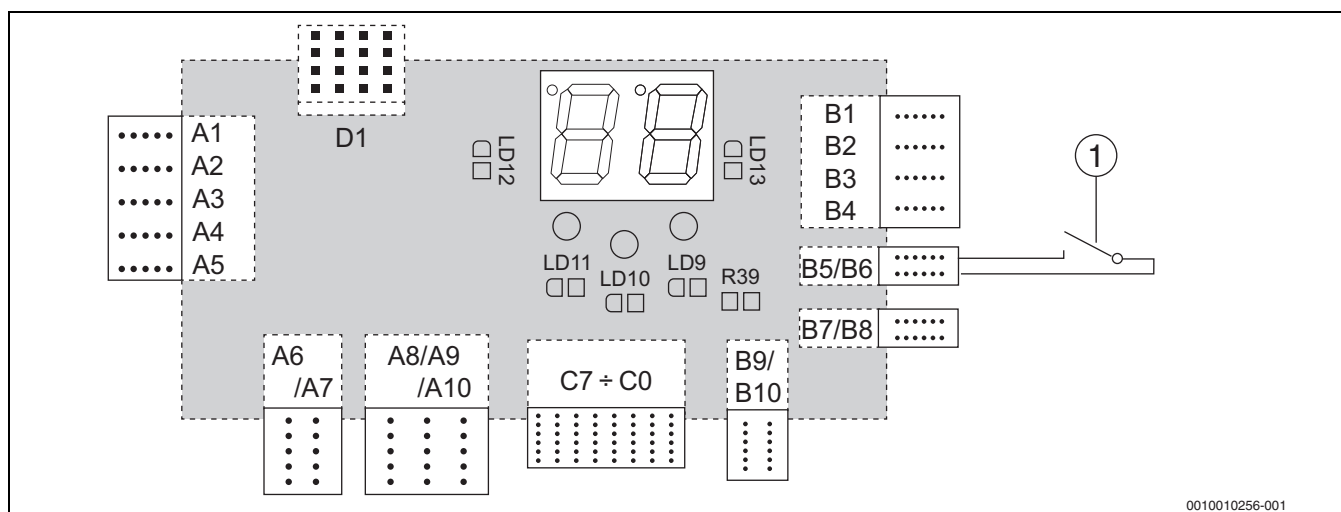 D1
A1
A2
A3
A4
A5
LD12
LD13
LD11
LD10
LD9
R39
B1
B2
B3
B4
B5/B6
B7/B8
1
A6
/A7
A8/A9
/A10
C7 ÷ C0
B9/
B10
0010010256-001